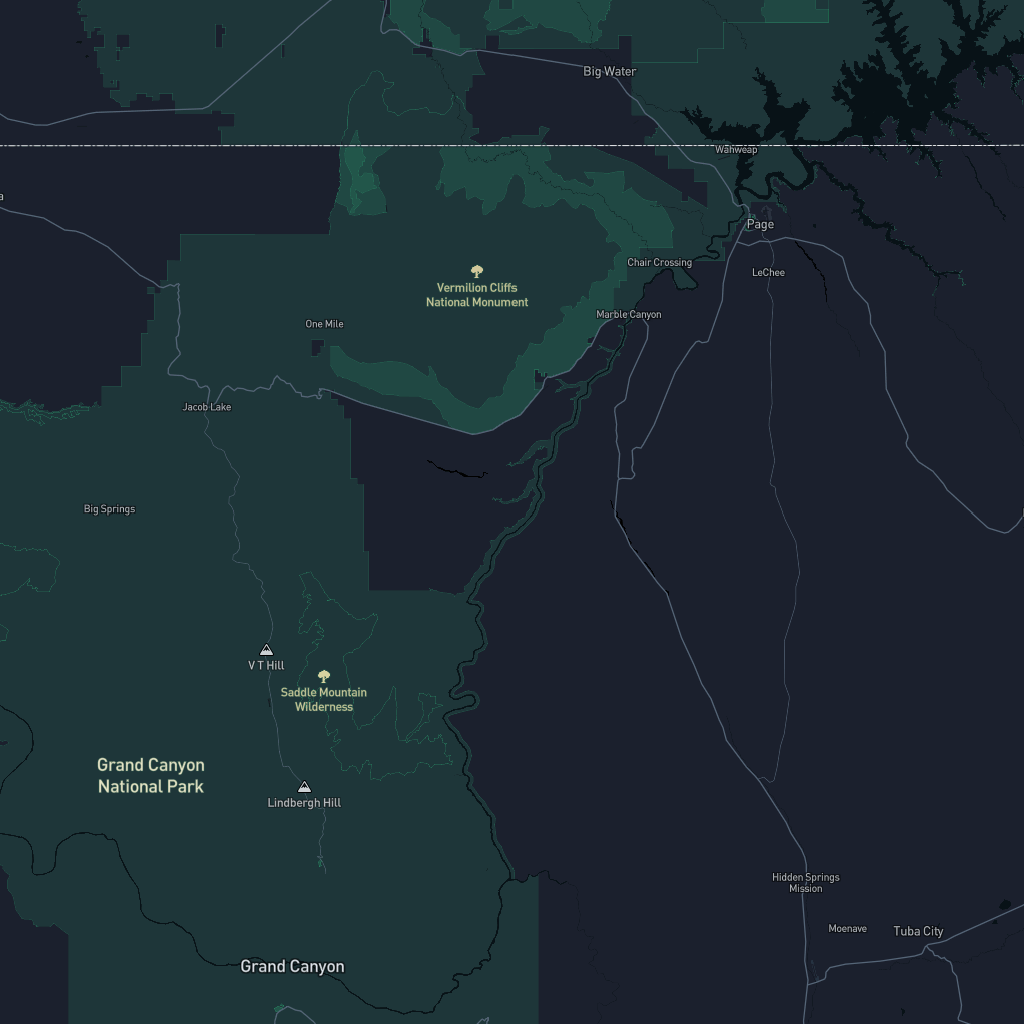 Big Water
Wahweap
a
Page
Chair Crossing
LeChee
Vermilion Cliffs
National Monument
Marble Canyon
One Mile
Jacob Lake
Big Springs
V T Hill
Saddle Mountain
Wilderness
Grand Canyon
National Park
Lindbergh Hill
Hidden Springs
Mission
Moenave
Tuba City
Grand Canyon